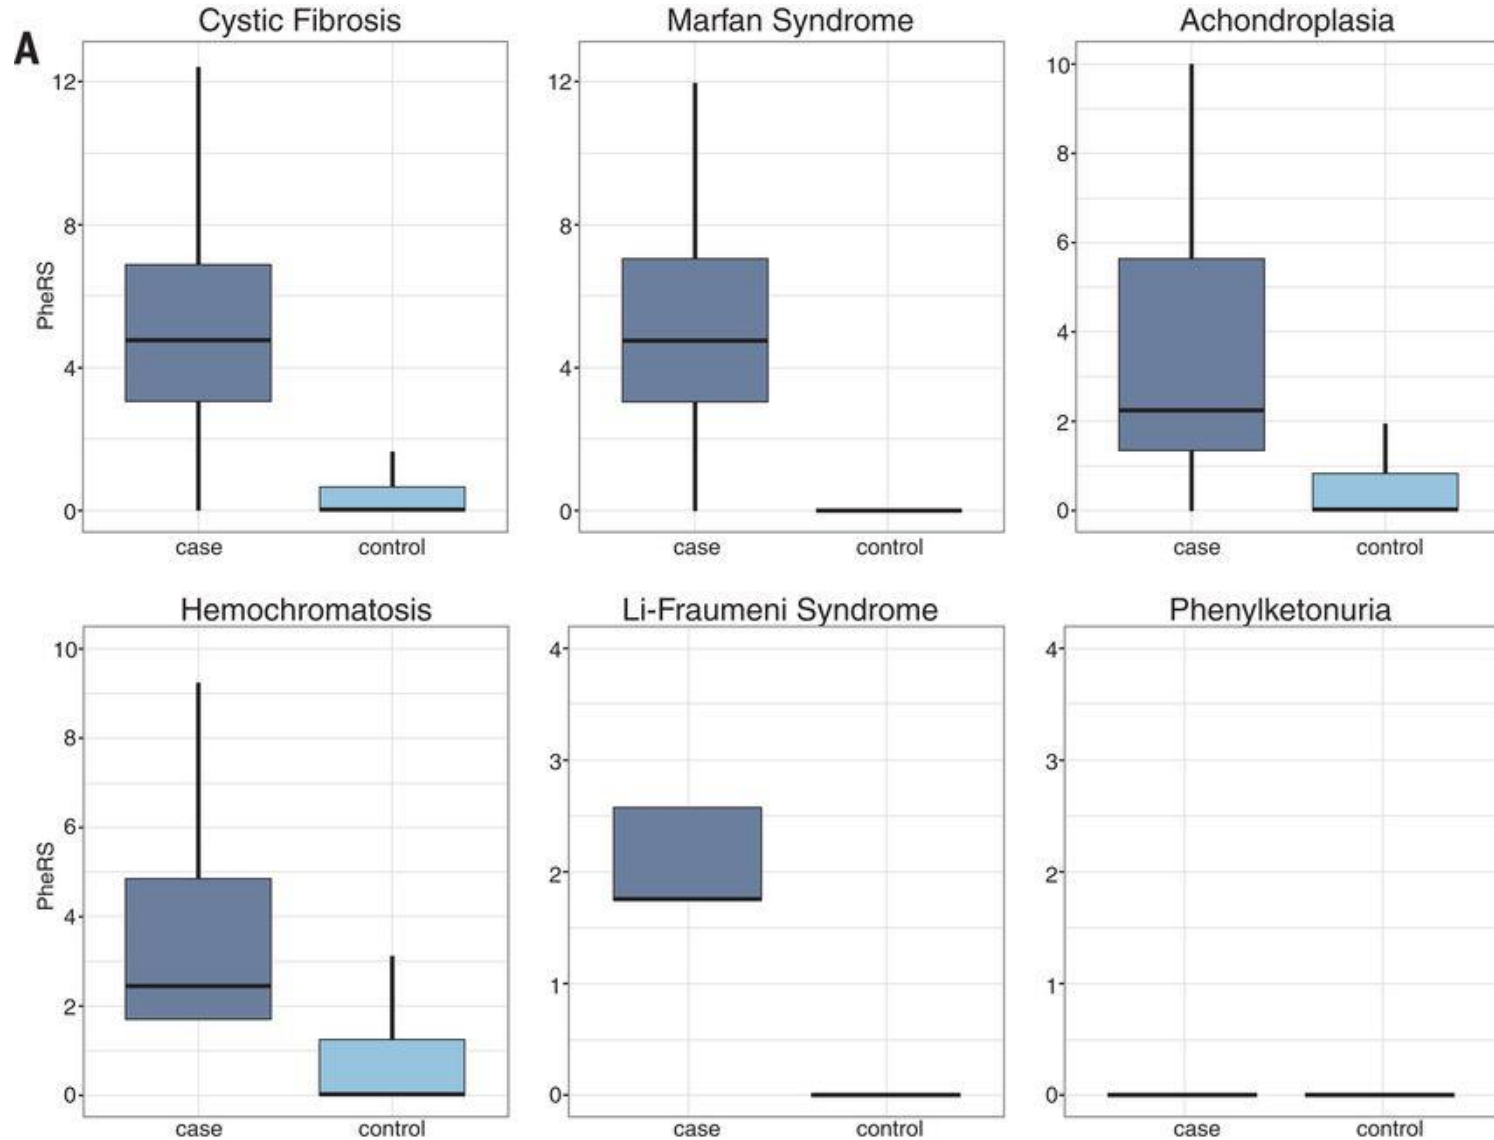 A
Cystic Fibrosis
Marfan Syndrome
Achondroplasia
PheRS
12
8
4
0
case control
12
8
4
0
case control
10
8
6
4
2
0
case control
Hemochromatosis
Li-Fraumeni Syndrome
Phenylketonuria
PheRS
10
8
6
4
2
0
case control
4
3
2
1
0
case control
4
3
2
1
0
case control